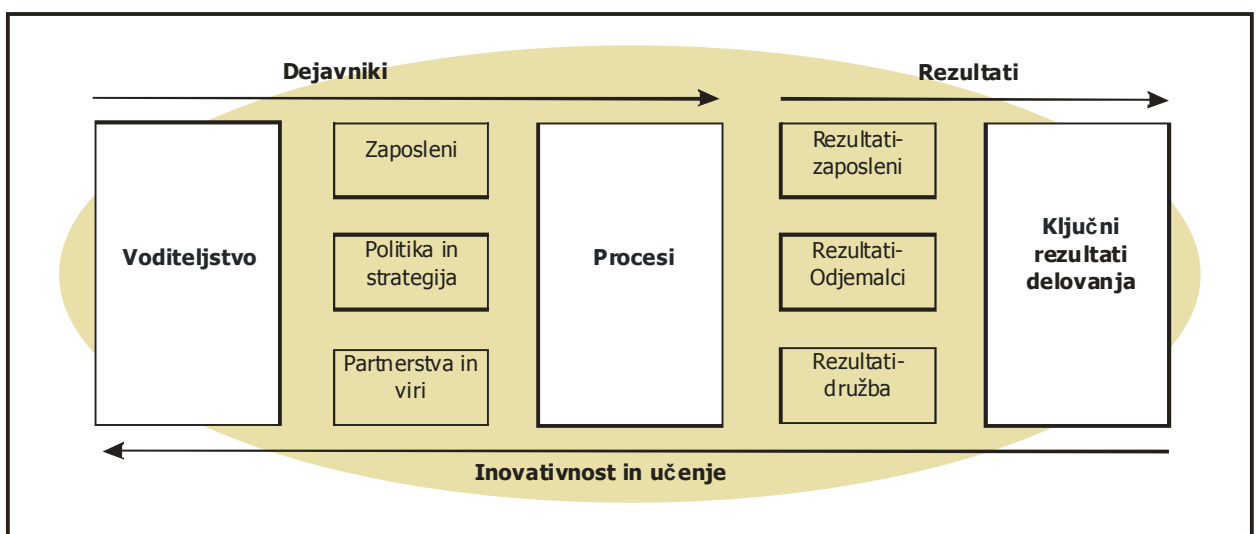 Dejavniki
Rezultati
Voditeljstvo
Zaposleni
Politika in
strategija
Partnerstva in
viri
Procesi
Rezultati-
zaposleni
Rezultati-
Odjemalci
Rezultati-
družba
Ključni
rezultati
delovanja
Inovativnost in učenje